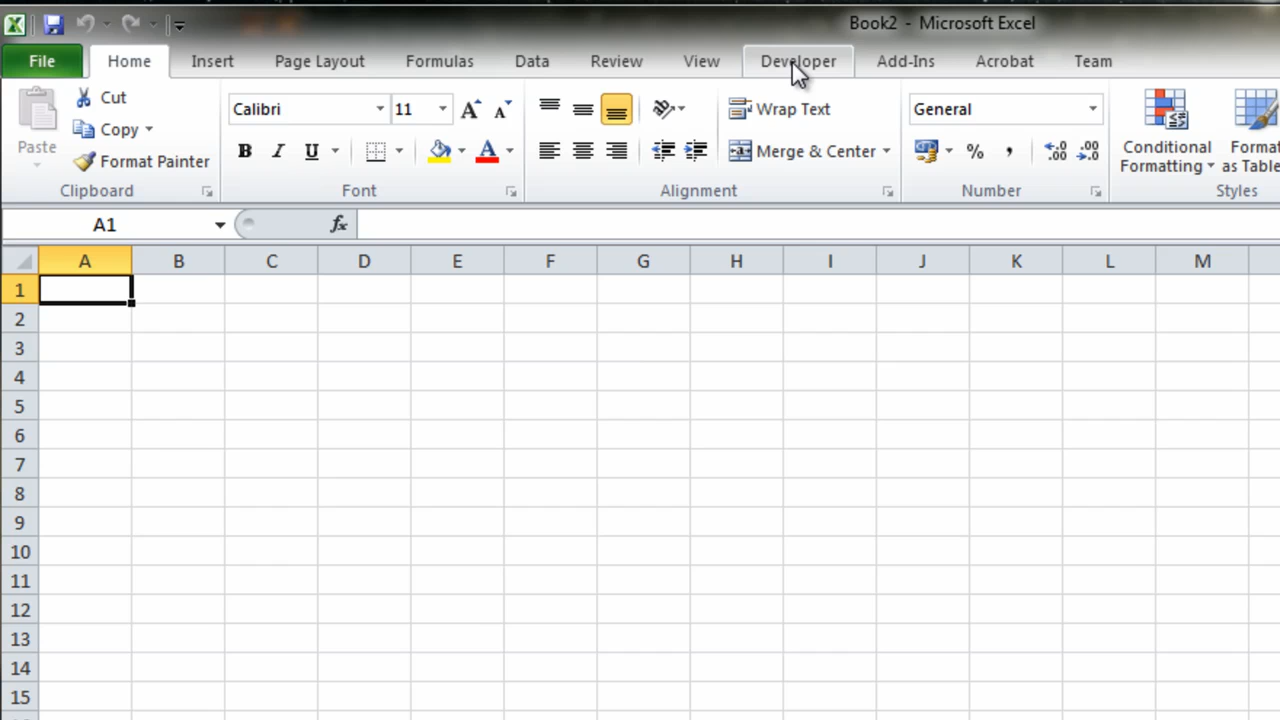 Book2 - Microsoft Excel
File Home Insert Page Layout Formulas Data Review View Developer Add-Ins Acrobat Team
Cut
Calibri 11
Wrap Text
General
Copy
Paste
Format Painter
B I U
A
Merge & Center
% ,
Conditional Formatting
Format as Table
Clipboard Font Alignment Number Styles
A1 fx
A B C D E F G H I J K L M
1
2
3
4
5
6
7
8
9
10
11
12
13
14
15